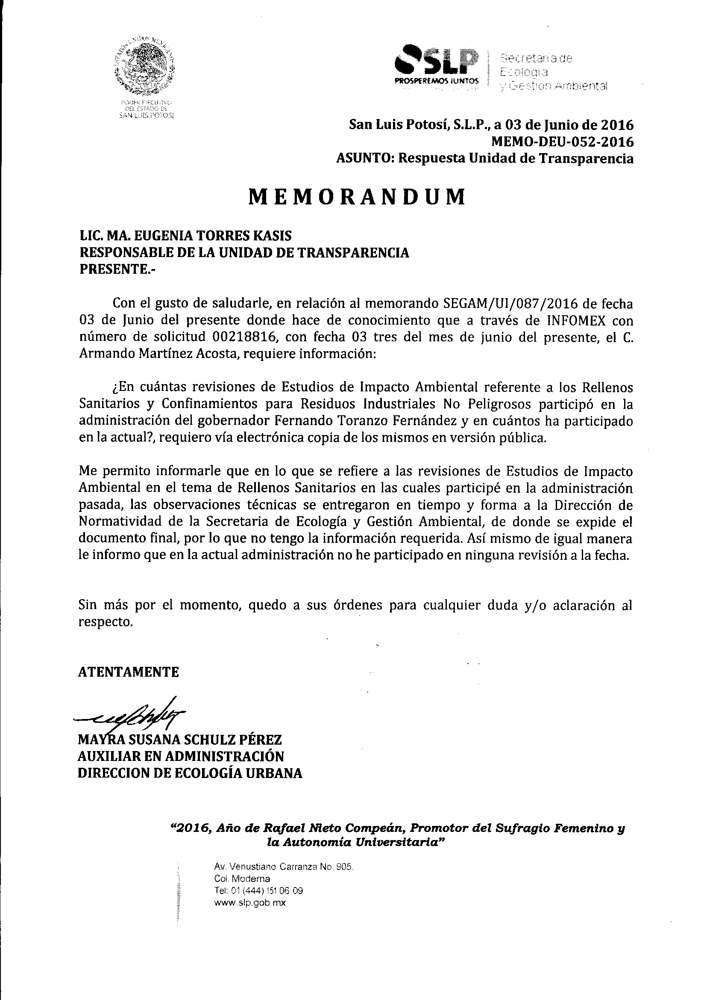 ESTADOS UNIDOS MEXICANOS
PODER EJECUTIVO
DEL ESTADO DE
SAN LUIS POTOSI
SLP
PROSPEREMOS JUNTOS
Secretaría de
Ecología
y Gestión Ambiental
San Luis Potosí, S.L.P., a 03 de Junio de 2016
MEMO-DEU-052-2016
ASUNTO: Respuesta Unidad de Transparencia
MEMORANDUM
LIC. MA. EUGENIA TORRES KASIS
RESPONSABLE DE LA UNIDAD DE TRANSPARENCIA
PRESENTE.-
Con el gusto de saludarle, en relación al memorando SEGAM/UI/087/2016 de fecha
03 de Junio del presente donde hace de conocimiento que a través de INFOMEX con
número de solicitud 00218816, con fecha 03 tres del mes de junio del presente, el C.
Armando Martínez Acosta, requiere información:
¿En cuántas revisiones de Estudios de Impacto Ambiental referente a los Rellenos
Sanitarios y Confinamientos para Residuos Industriales No Peligrosos participó en la
administración del gobernador Fernando Toranzo Fernández y en cuántos ha participado
en la actual?, requiero vía electrónica copia de los mismos en versión pública.
Me permito informarle que en lo que se refiere a las revisiones de Estudios de Impacto
Ambiental en el tema de Rellenos Sanitarios en las cuales participé en la administración
pasada, las observaciones técnicas se entregaron en tiempo y forma a la Dirección de
Normatividad de la Secretaria de Ecología y Gestión Ambiental, de donde se expide el
documento final, por lo que no tengo la información requerida. Así mismo de igual manera
le informo que en la actual administración no he participado en ninguna revisión a la fecha.
Sin más por el momento, quedo a sus órdenes para cualquier duda y/o aclaración al
respecto.
ATENTAMENTE
MAYRA SUSANA SCHULZ PÉREZ
AUXILIAR EN ADMINISTRACIÓN
DIRECCION DE ECOLOGÍA URBANA
“2016, Año de Rafael Nieto Compeán, Promotor del Sufragio Femenino y
la Autonomía Universitaria”
Av. Venustiano Carranza No. 905.
Col. Moderna
Tel: 01 (444) 151 06 09
www.slp.gob.mx